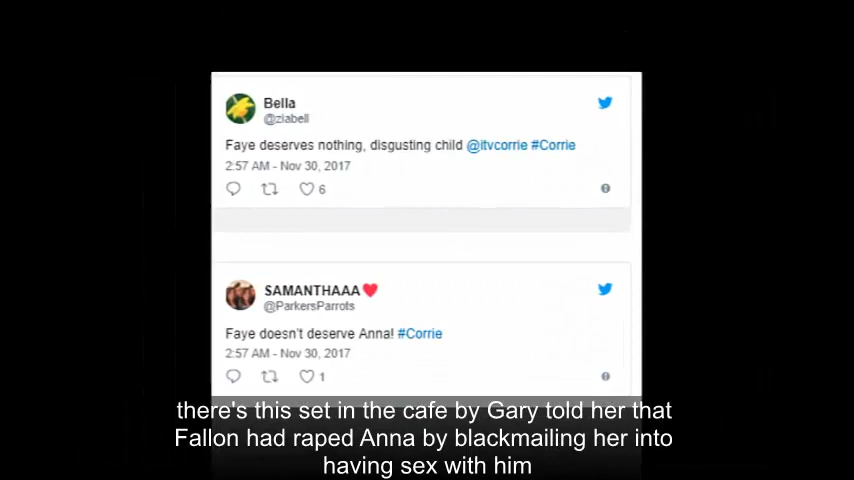 Bella
@ziabell
Faye deserves nothing, disgusting child @itvcorrie #Corrie
2:57 AM - Nov 30, 2017
6
SAMANTHAAA❤️
@ParkersParrots
Faye doesn't deserve Anna! #Corrie
2:57 AM - Nov 30, 2017
1
there's this set in the cafe by Gary told her that
Fallon had raped Anna by blackmailing her into
having sex with him